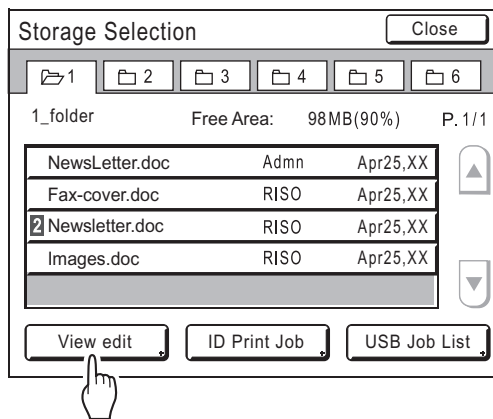 Storage Selection Close
1 2 3 4 5 6
1_folder Free Area: 98MB(90%) P. 1/1
NewsLetter.doc Admn Apr25,XX
Fax-cover.doc RISO Apr25,XX
2 Newsletter.doc RISO Apr25,XX
Images.doc RISO Apr25,XX
View edit ID Print Job USB Job List